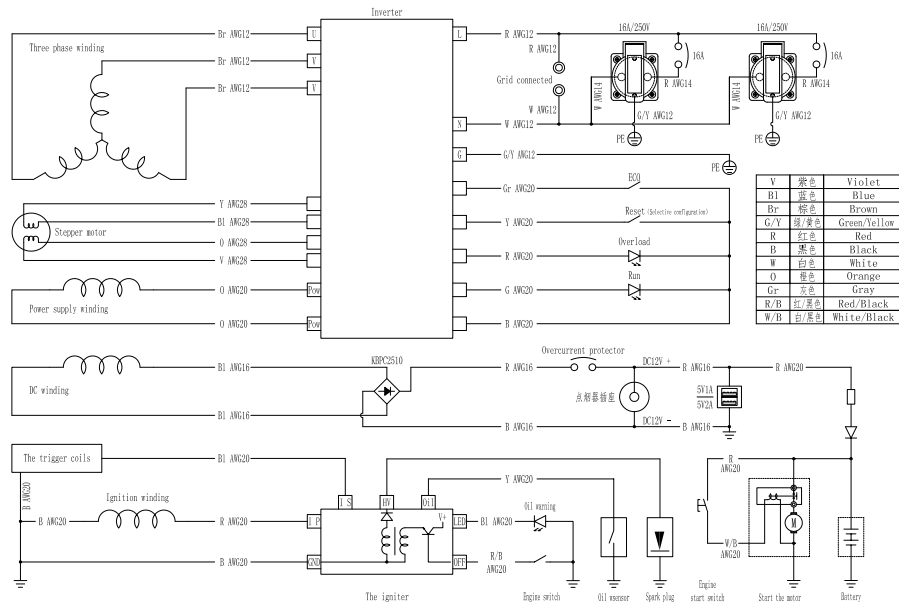 Inverter
Three phase winding
Br AWG12
Br AWG12
Br AWG12
U
V
V
L
N
G
R AWG12
R AWG12
Grid connected
W AWG12
W AWG12
16A/250V
16A
W AWG14
R AWG14
G/Y AWG12
PE
16A/250V
16A
W AWG14
R AWG14
G/Y AWG12
PE
G/Y AWG12
PE
Stepper motor
Y AWG28
Bl AWG28
O AWG28
V AWG28
Power supply winding
O AWG20
O AWG20
Pow
Pow
Gr AWG20
ECO
Y AWG20
Reset (Selective configuration)
R AWG20
Overload
G AWG20
Run
B AWG20
V 紫色 Violet
Bl 蓝色 Blue
Br 棕色 Brown
G/Y 绿/黄色 Green/Yellow
R 红色 Red
B 黑色 Black
W 白色 White
O 橙色 Orange
Gr 灰色 Gray
R/B 红/黑色 Red/Black
W/B 白/黑色 White/Black
DC winding
Bl AWG16
Bl AWG16
KBPC2510
R AWG16
Overcurrent protector
DC12V +
点烟器插座
DC12V -
B AWG16
R AWG16
5V1A
5V2A
B AWG16
R AWG20
The trigger coils
Bl AWG20
B AWG20
Ignition winding
B AWG20
R AWG20
B AWG20
I S
HV
Oil
I P
GND
V+
LED
OFF
The igniter
Y AWG20
Oil warning
Bl AWG20
R/B
AWG20
Engine switch
Oil wsensor
Spark plug
R
AWG20
W/B
AWG20
Engine
start switch
M
Start the motor
Battery